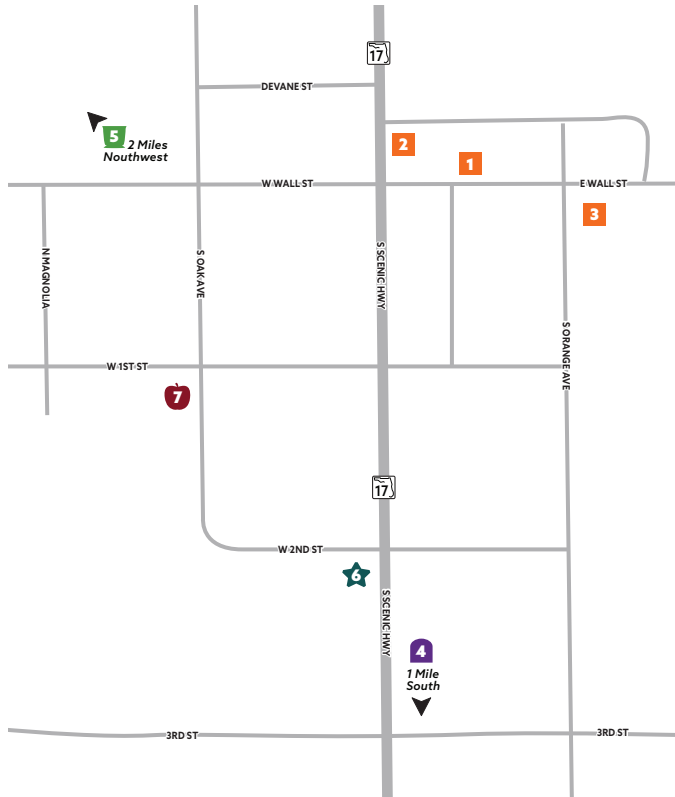 17
DEVANE ST
5
2 Miles
Nouthwest
2
1
W WALL ST
E WALL ST
3
N MAGNOLIA
S OAK AVE
S SCENIC HWY
S ORANGE AVE
W 1ST ST
7
17
W 2ND ST
6
S SCENIC HWY
4
1 Mile
South
3RD ST
3RD ST